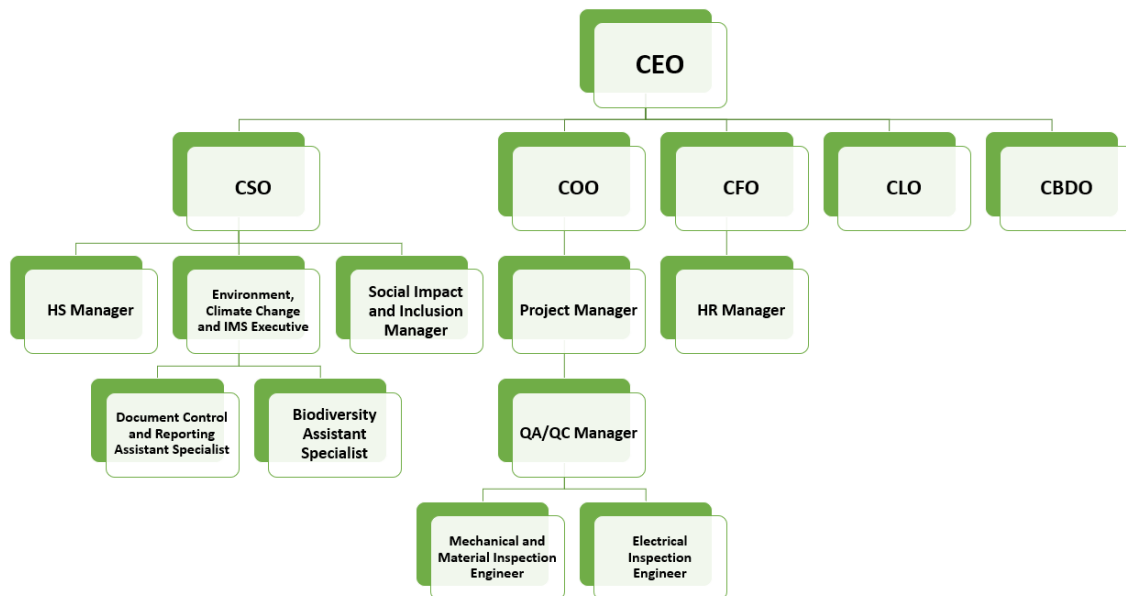 CEO
CSO
COO
CFO
CLO
CBDO
HS Manager
Environment,
Climate Change
and IMS Executive
Social Impact
and Inclusion
Manager
Project Manager
HR Manager
Document Control
and Reporting
Assistant Specialist
Biodiversity
Assistant
Specialist
QA/QC Manager
Mechanical and
Material Inspection
Engineer
Electrical
Inspection
Engineer